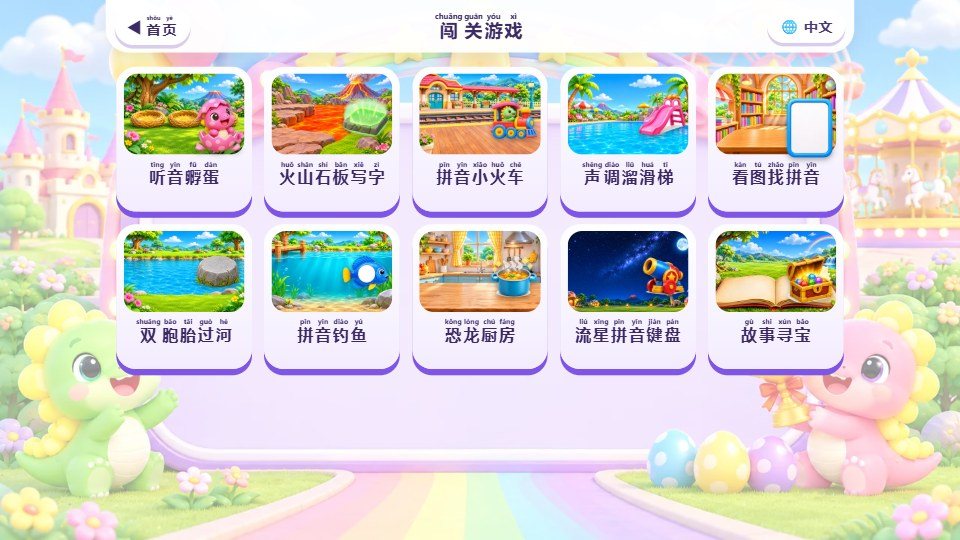 shǒu yè
首页
chuǎng guān yóu xì
闯关游戏
中文
tīng yīn fū dàn
听音孵蛋
huǒ shān shí bǎn xiě zì
火山石板写字
pīn yīn xiǎo huǒ chē
拼音小火车
shēng diào liū huá tī
声调溜滑梯
kàn tú zhǎo pīn yīn
看图找拼音
shuāng bāo tāi guò hé
双胞胎过河
pīn yīn diào yú
拼音钓鱼
kǒng lóng chú fáng
恐龙厨房
liú xīng pīn yīn jiàn pán
流星拼音键盘
gù shi xún bǎo
故事寻宝